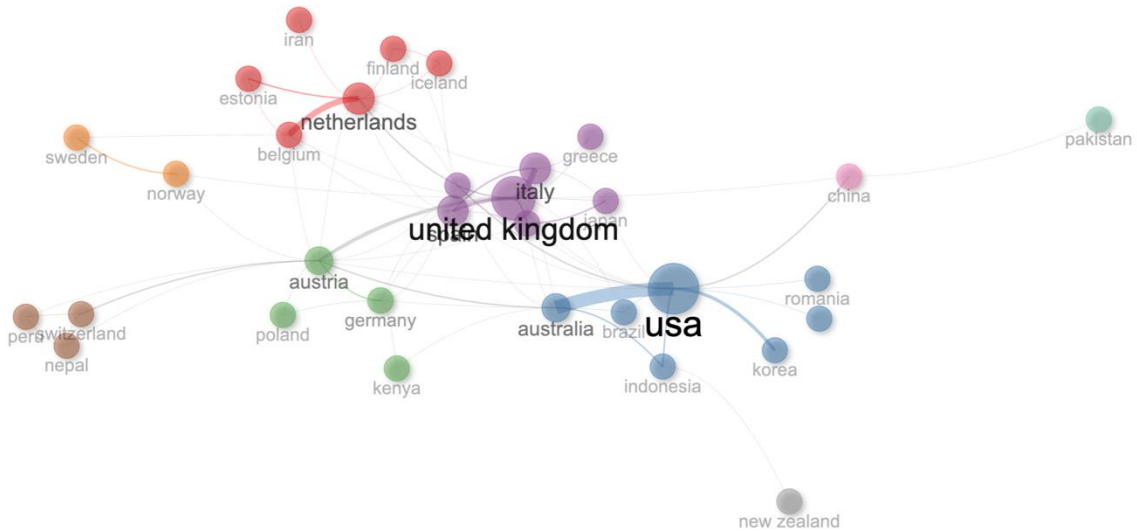 iran
finland
iceland
estonia
netherlands
pakistan
sweden
belgium
greece
norway
italy
china
japan
united kingdom
spain
austria
romania
peru
switzerland
poland
germany
australia
brazil
usa
nepal
kenya
indonesia
korea
new zealand